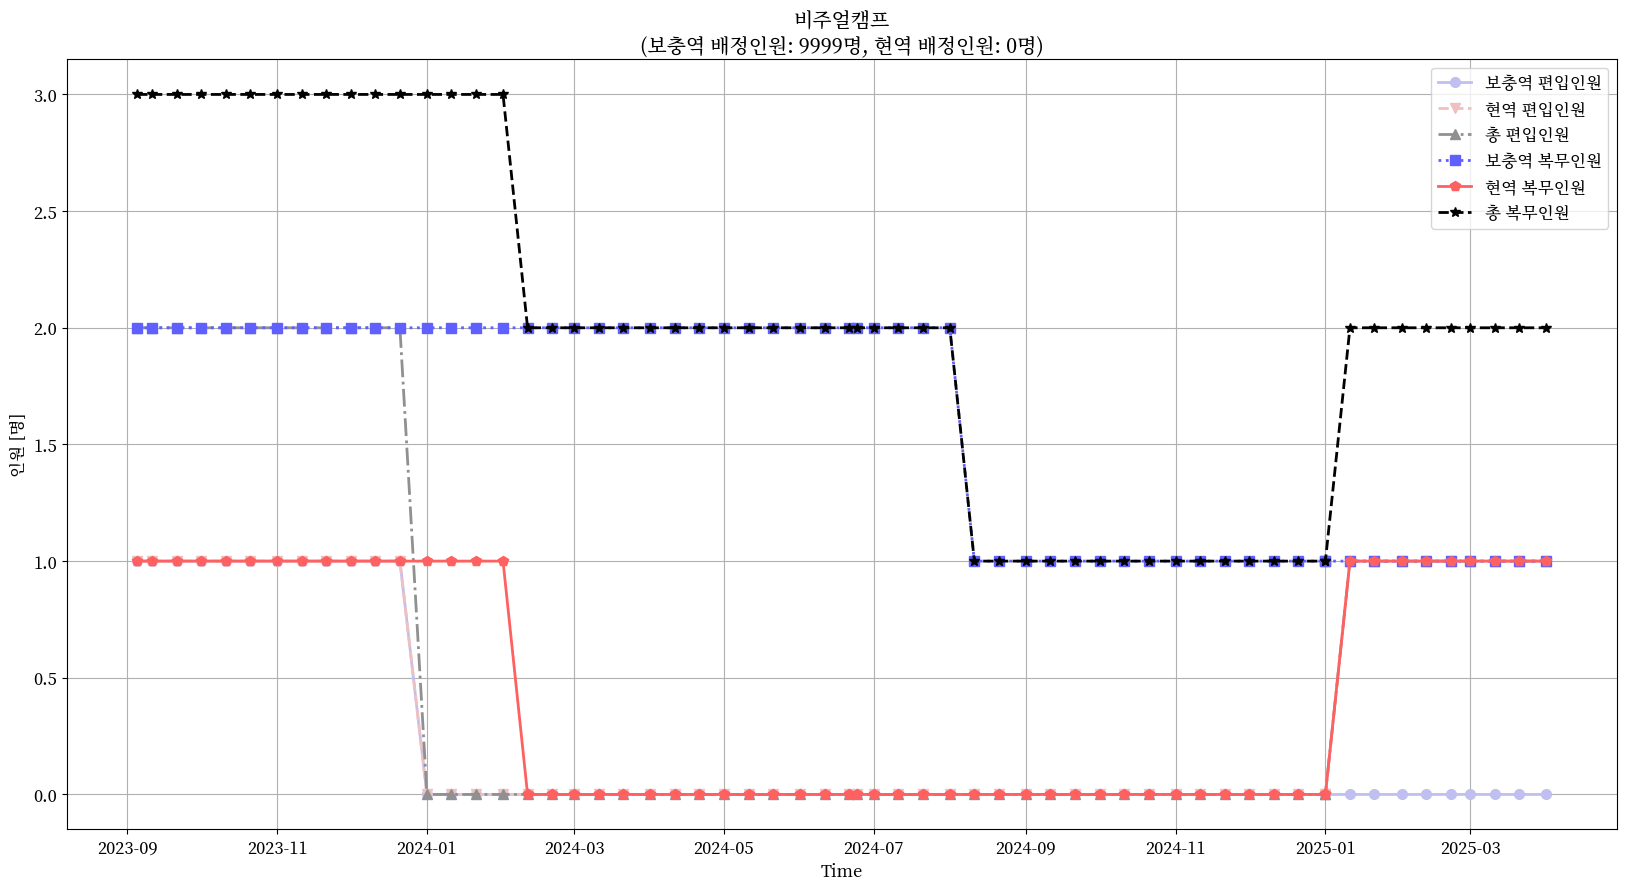 비주얼캠프
(보충역 배정인원: 9999명, 현역 배정인원: 0명)
보충역 편입인원
현역 편입인원
총 편입인원
보충역 복무인원
현역 복무인원
총 복무인원
인원 [명]
3.0
2.5
2.0
1.5
1.0
0.5
0.0
2023-09 2023-11 2024-01 2024-03 2024-05 2024-07 2024-09 2024-11 2025-01 2025-03
Time